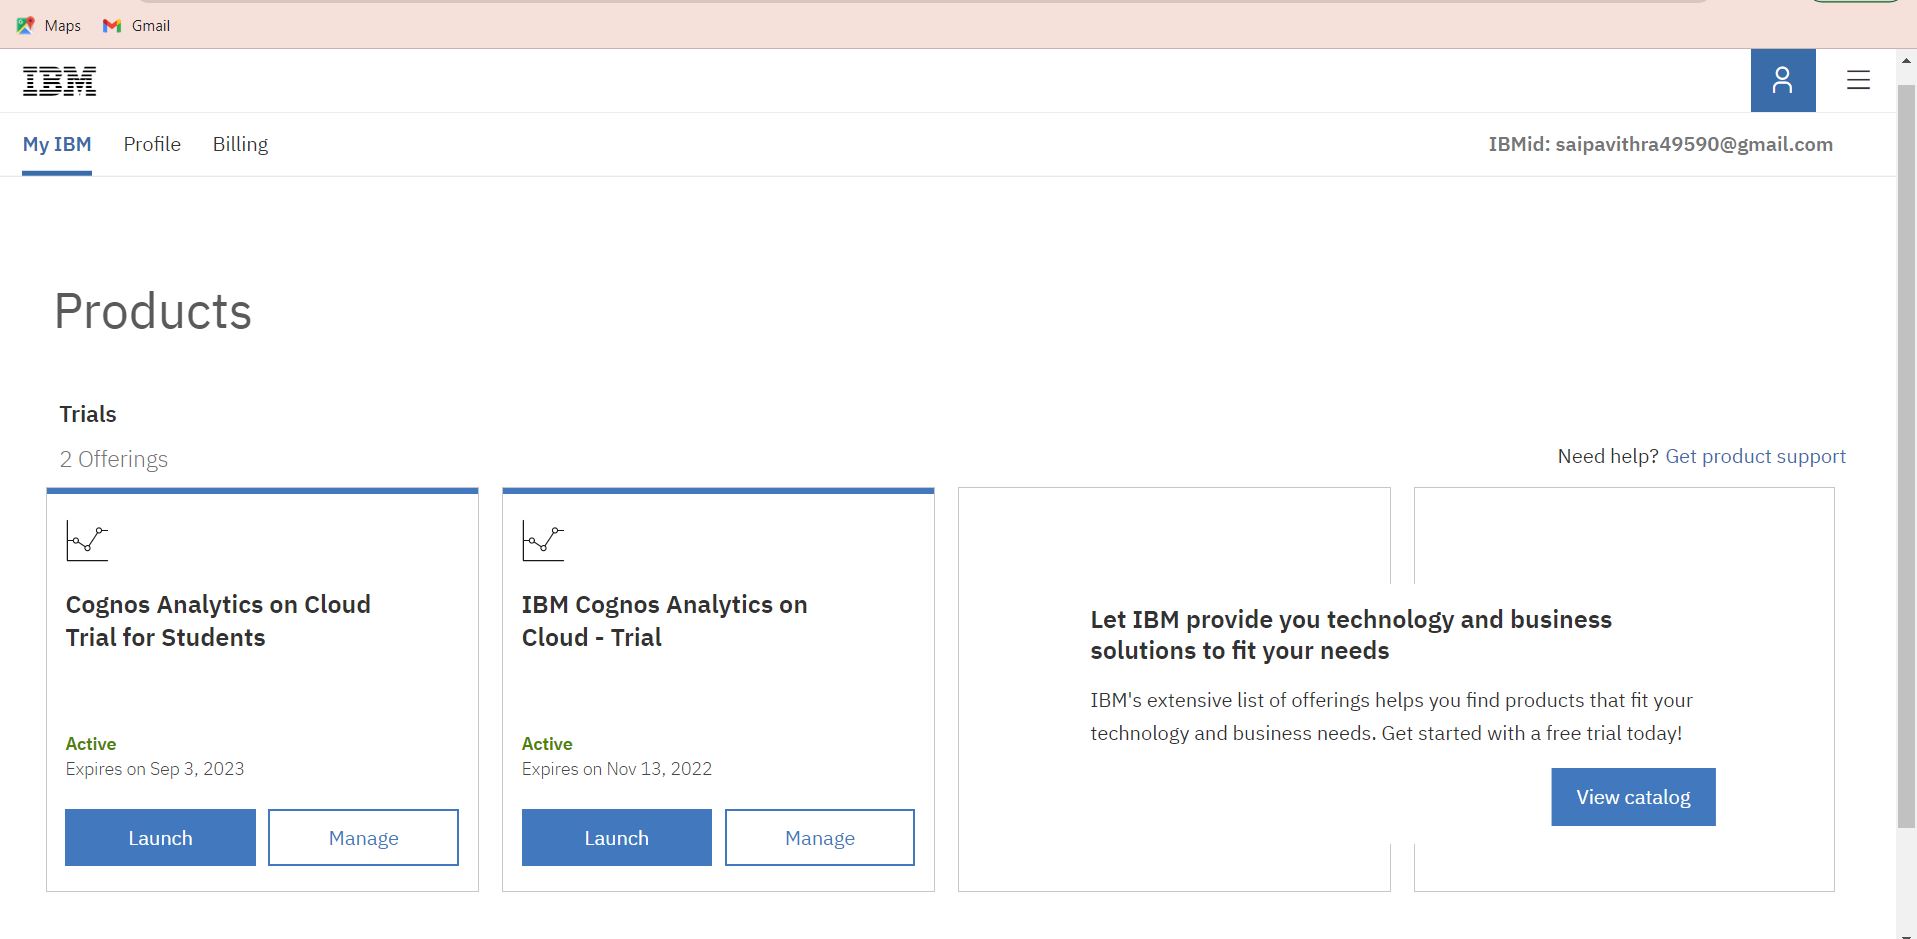 Maps Gmail
IBM
My IBM Profile Billing IBMid: saipavithra49590@gmail.com
Products
Trials
2 Offerings
Need help? Get product support
Cognos Analytics on Cloud
Trial for Students
Active
Expires on Sep 3, 2023
Launch Manage
IBM Cognos Analytics on
Cloud - Trial
Active
Expires on Nov 13, 2022
Launch Manage
Let IBM provide you technology and business
solutions to fit your needs
IBM's extensive list of offerings helps you find products that fit your
technology and business needs. Get started with a free trial today!
View catalog